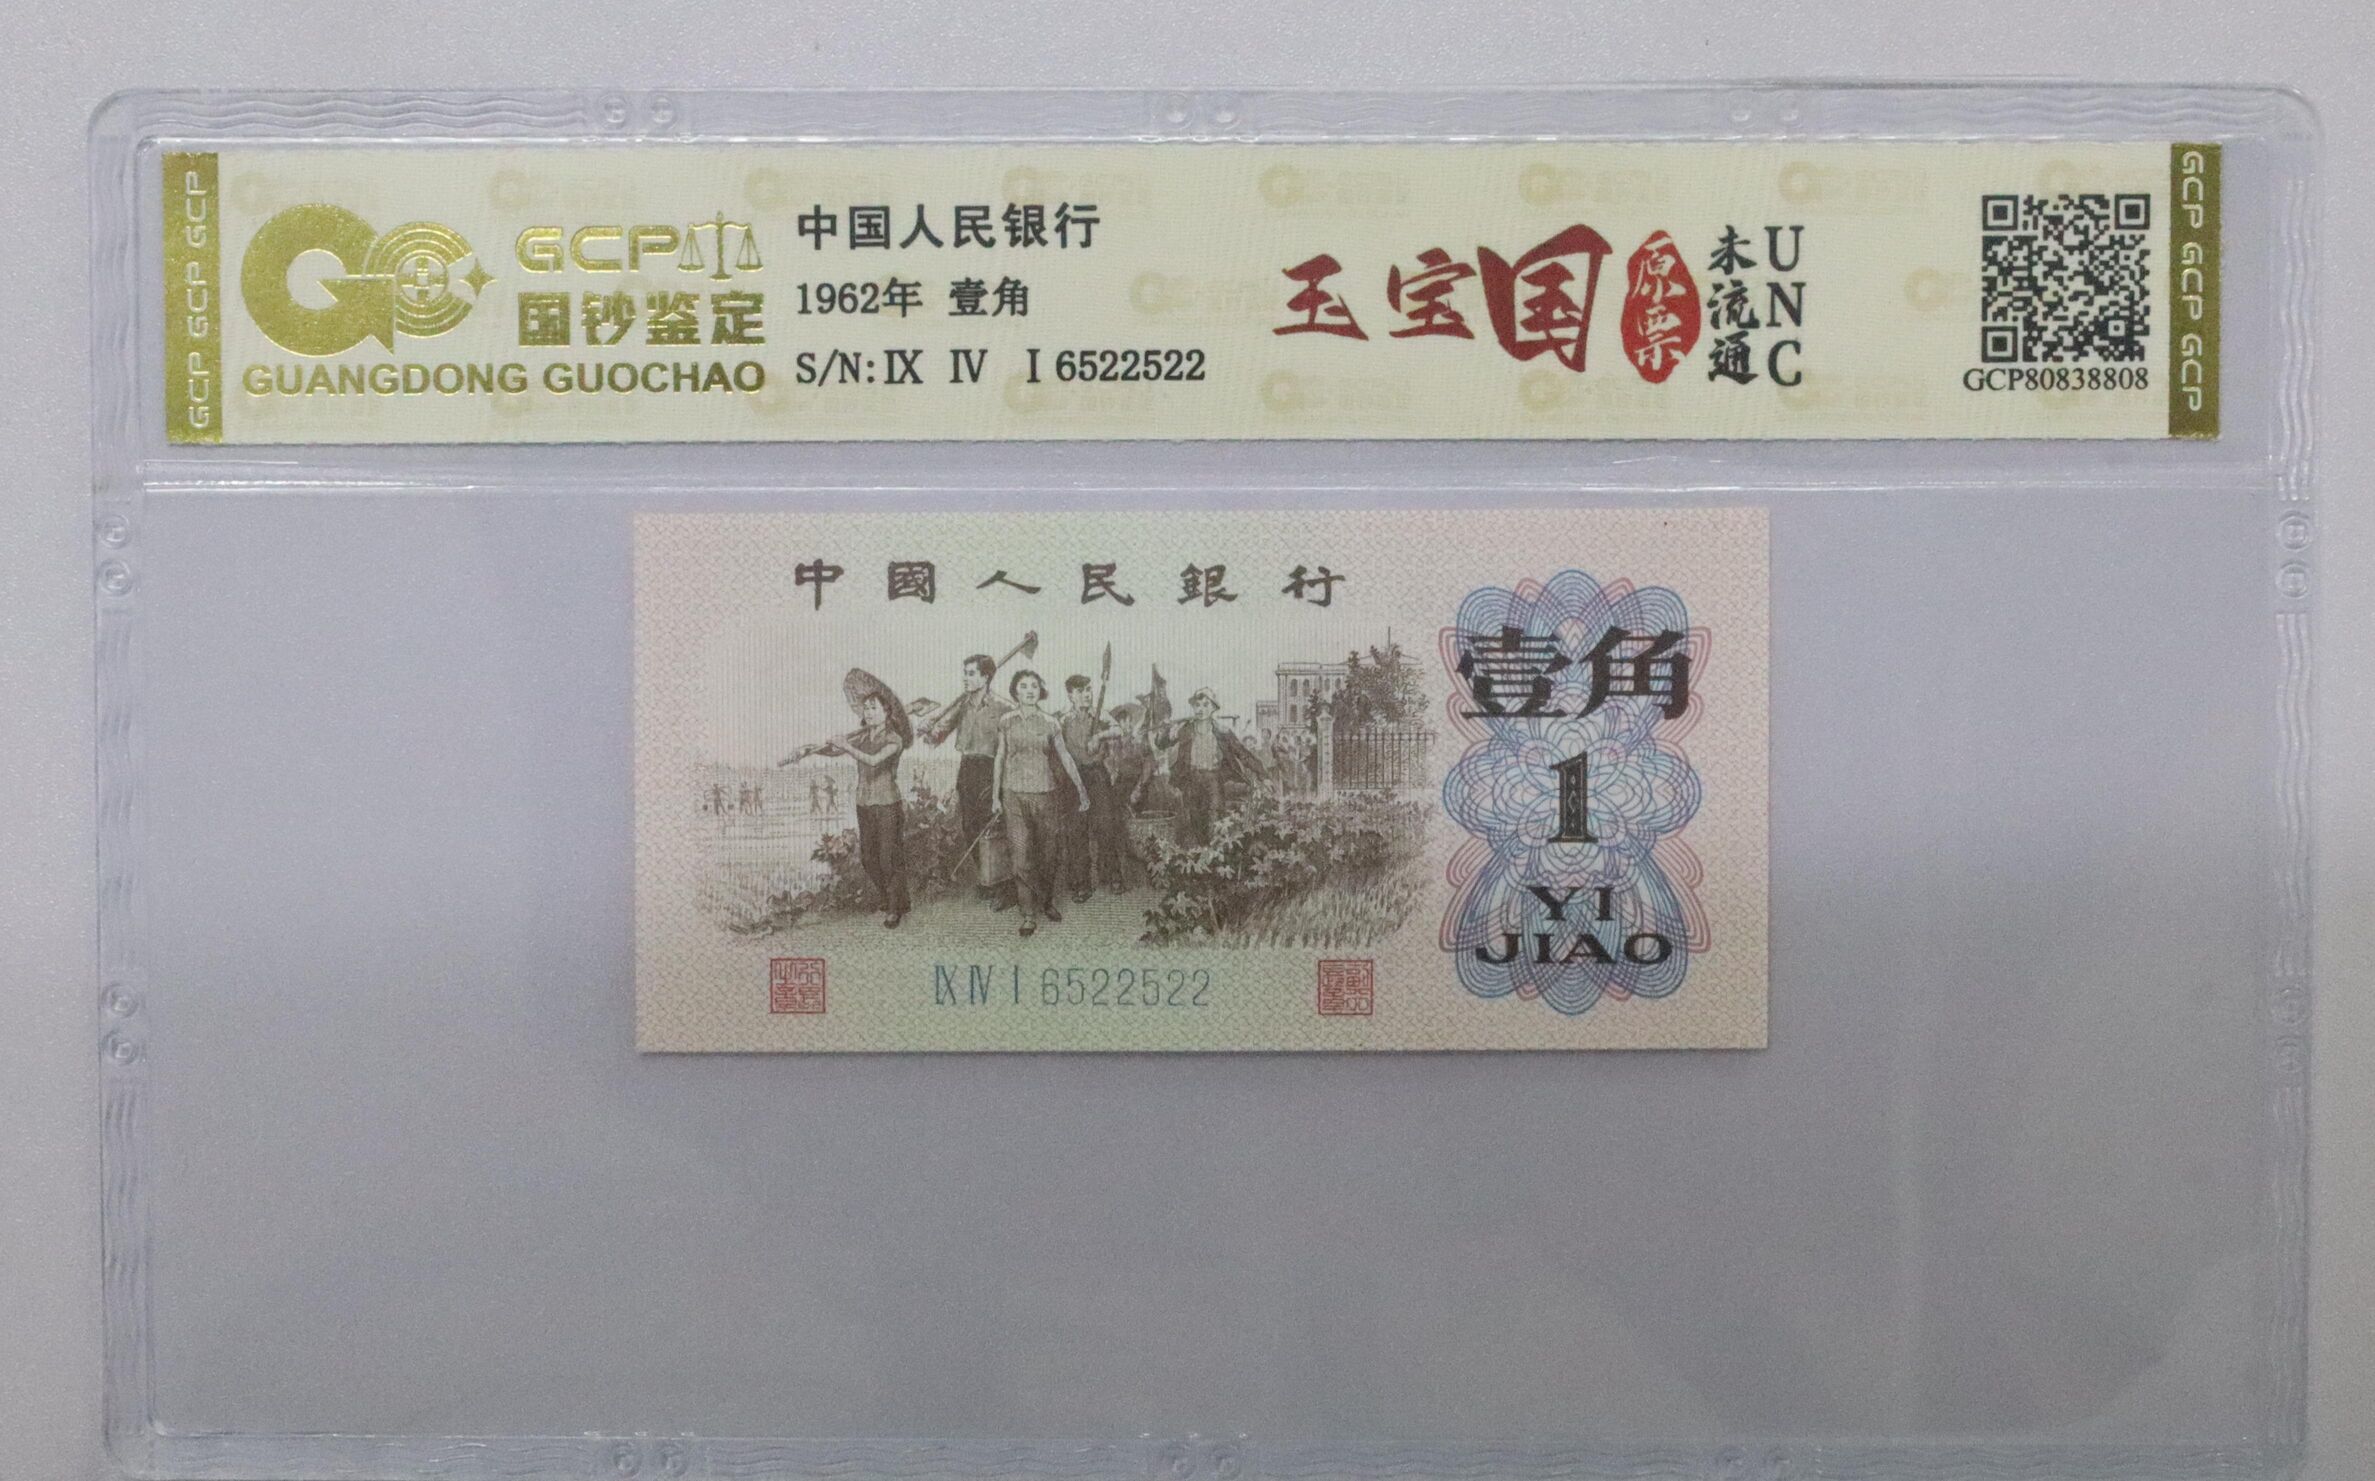 GCP GCP GCP
GCP
国钞鉴定
GUANGDONG GUOCHAO
中国人民银行
1962年 壹角
S/N: Ⅸ Ⅳ Ⅰ 6522522
玉宝国
原票
未流通
UNC
GCP80838808
GCP GCP GCP
中國人民銀行
壹角
1
YI
JIAO
Ⅸ Ⅳ Ⅰ 6522522